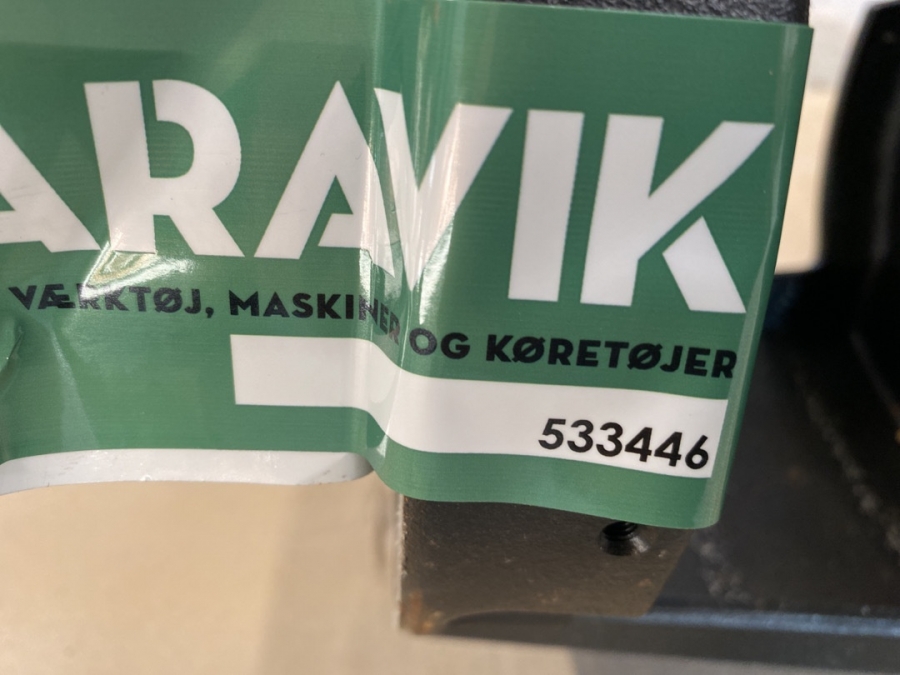 ARAVIK
VÆRKTØJ, MASKINER OG KØRETØJER
533446